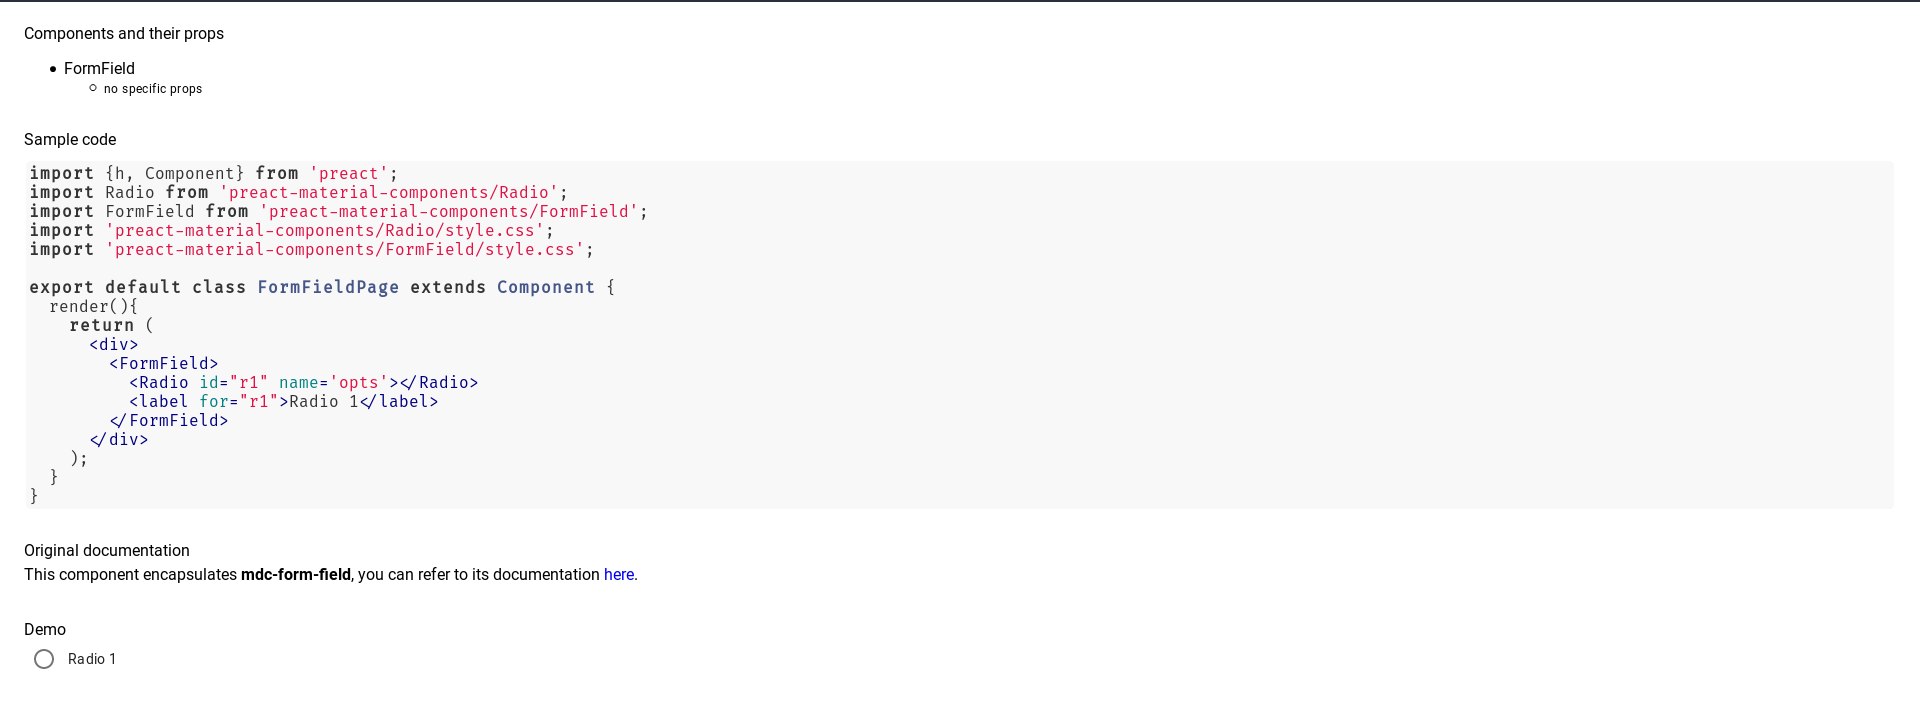 Components and their props
• FormField
○ no specific props
Sample code
import {h, Component} from 'preact';
import Radio from 'preact-material-components/Radio';
import FormField from 'preact-material-components/FormField';
import 'preact-material-components/Radio/style.css';
import 'preact-material-components/FormField/style.css';

export default class FormFieldPage extends Component {
  render(){
    return (
      <div>
        <FormField>
          <Radio id="r1" name='opts'></Radio>
          <label for="r1">Radio 1</label>
        </FormField>
      </div>
    );
  }
}
Original documentation
This component encapsulates mdc-form-field, you can refer to its documentation here.
Demo
Radio 1